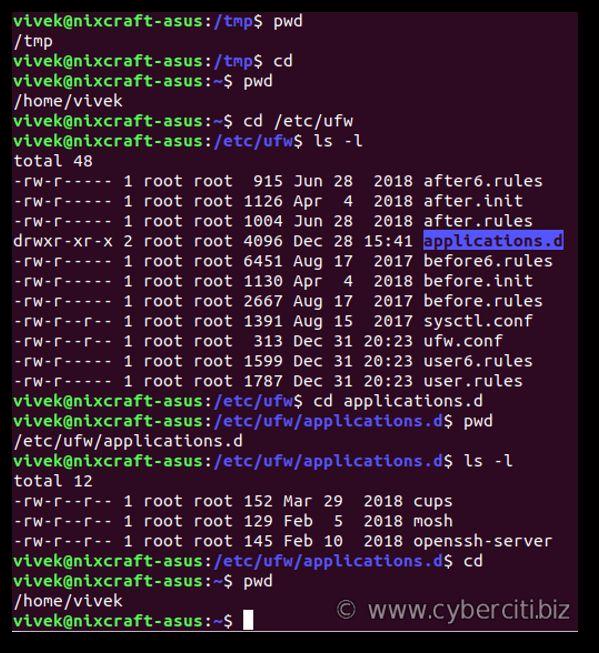 vivek@nixcraft-asus:/tmp$ pwd
/tmp
vivek@nixcraft-asus:/tmp$ cd
vivek@nixcraft-asus:~$ pwd
/home/vivek
vivek@nixcraft-asus:~$ cd /etc/ufw
vivek@nixcraft-asus:/etc/ufw$ ls -l
total 48
-rw-r----- 1 root root  915 Jun 28  2018 after6.rules
-rw-r----- 1 root root 1126 Apr  4  2018 after.init
-rw-r----- 1 root root 1004 Jun 28  2018 after.rules
drwxr-xr-x 2 root root 4096 Dec 28 15:41 applications.d
-rw-r----- 1 root root 6451 Aug 17  2017 before6.rules
-rw-r----- 1 root root 1130 Apr  4  2018 before.init
-rw-r----- 1 root root 2667 Aug 17  2017 before.rules
-rw-r--r-- 1 root root 1391 Aug 15  2017 sysctl.conf
-rw-r--r-- 1 root root  313 Dec 31 20:23 ufw.conf
-rw-r----- 1 root root 1599 Dec 31 20:23 user6.rules
-rw-r----- 1 root root 1787 Dec 31 20:23 user.rules
vivek@nixcraft-asus:/etc/ufw$ cd applications.d
vivek@nixcraft-asus:/etc/ufw/applications.d$ pwd
/etc/ufw/applications.d
vivek@nixcraft-asus:/etc/ufw/applications.d$ ls -l
total 12
-rw-r--r-- 1 root root 152 Mar 29  2018 cups
-rw-r--r-- 1 root root 129 Feb  5  2018 mosh
-rw-r--r-- 1 root root 145 Feb 10  2018 openssh-server
vivek@nixcraft-asus:/etc/ufw/applications.d$ cd
vivek@nixcraft-asus:~$ pwd
/home/vivek
vivek@nixcraft-asus:~$
© www.cyberciti.biz